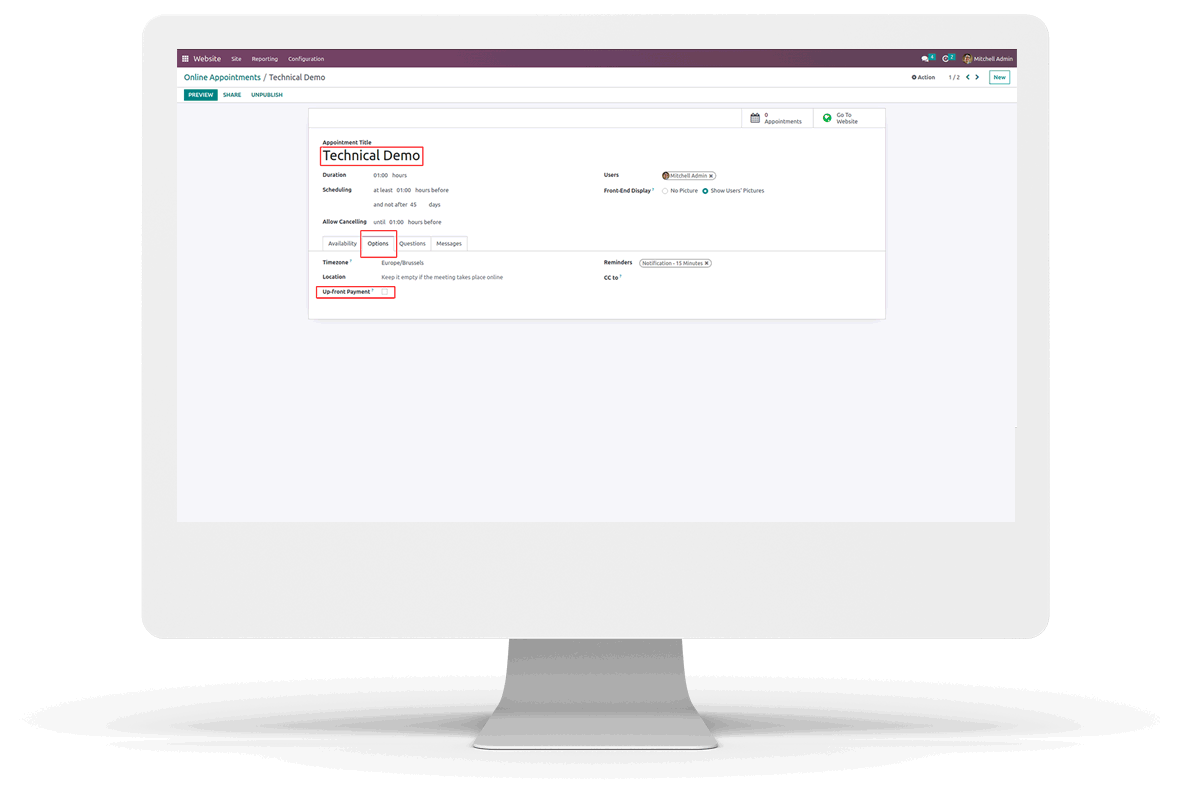 Website Site Reporting Configuration 4 2 Mitchell Admin
Online Appointments / Technical Demo Action 1 / 2 New
PREVIEW SHARE UNPUBLISH
0 Appointments
Go To Website
Appointment Title
Technical Demo
Duration 01:00 hours
Users Mitchell Admin ×
Scheduling at least 01:00 hours before
Front-End Display ? No Picture Show Users' Pictures
and not after 45 days
Allow Cancelling until 01:00 hours before
Availability Options Questions Messages
Timezone ? Europe/Brussels
Reminders Notification - 15 Minutes ×
Location Keep it empty if the meeting takes place online
CC to ?
Up-front Payment ?